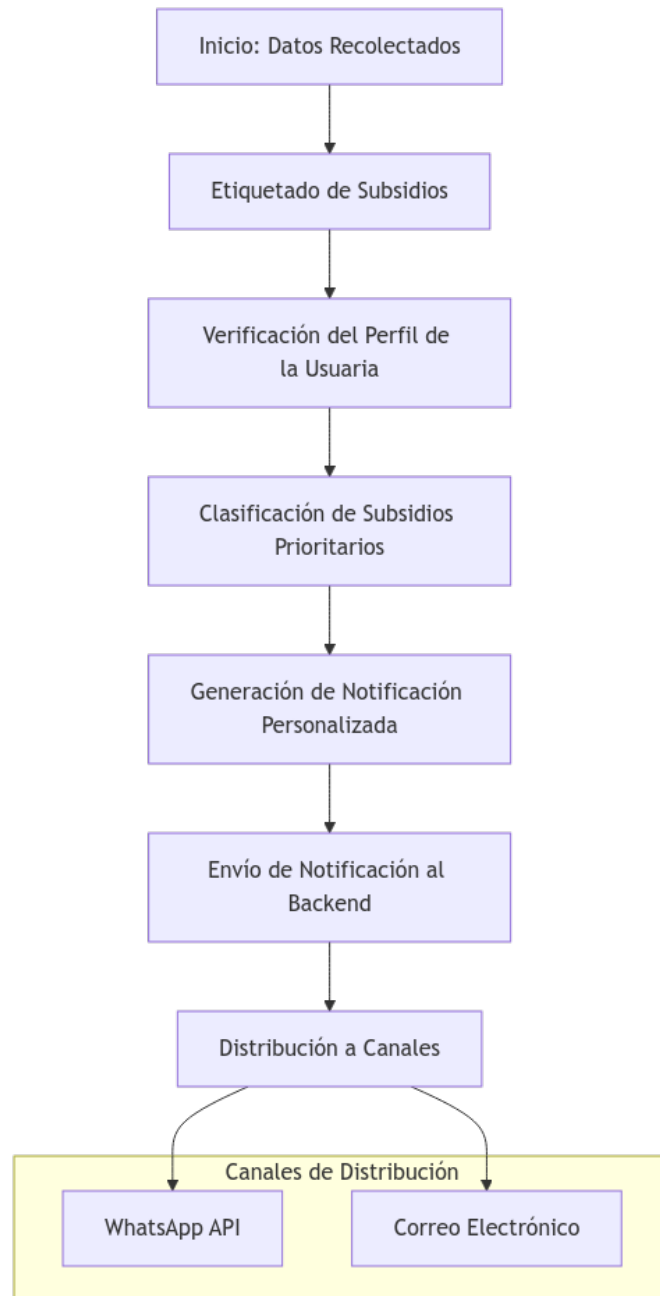 Inicio: Datos Recolectados
Etiquetado de Subsidios
Verificación del Perfil de
la Usuaria
Clasificación de Subsidios
Prioritarios
Generación de Notificación
Personalizada
Envío de Notificación al
Backend
Distribución a Canales
Canales de Distribución
WhatsApp API
Correo Electrónico